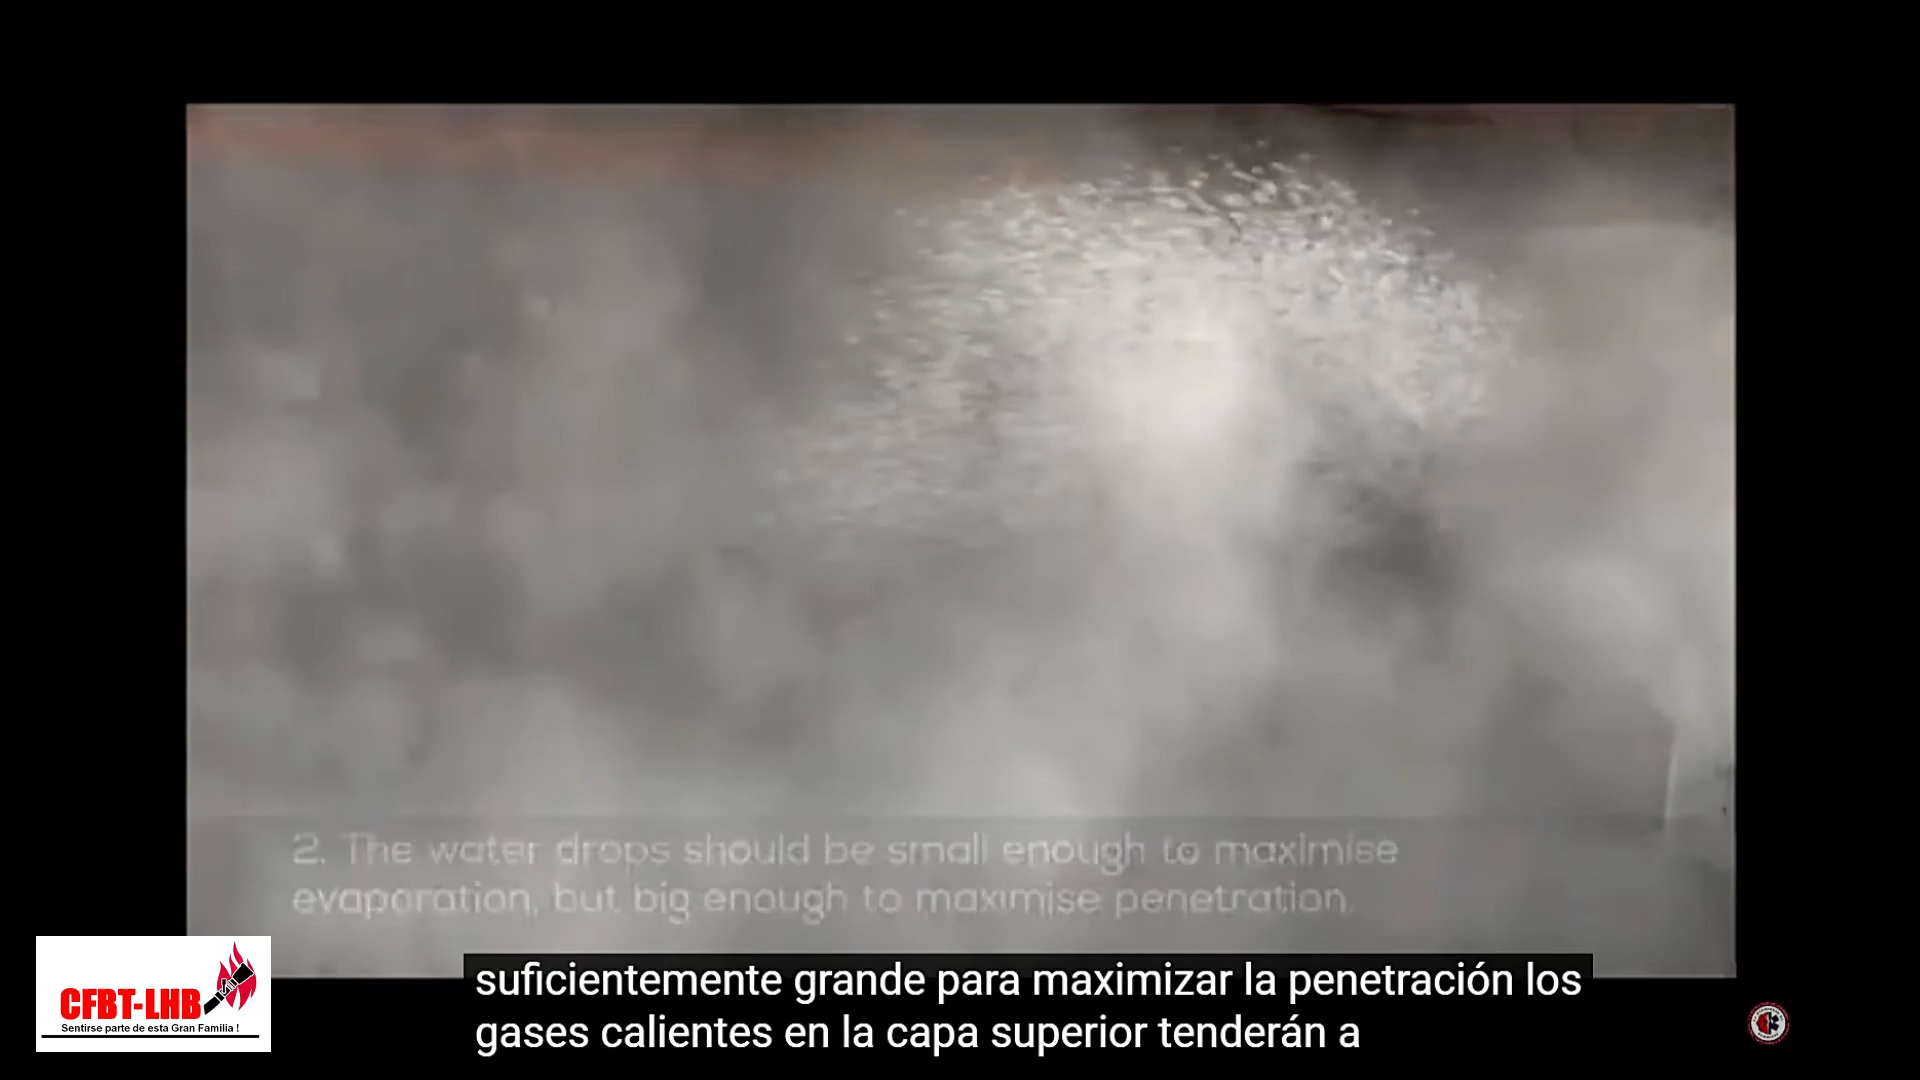 2. The water drops should be small enough to maximise
evaporation, but big enough to maximise penetration.
CFBT-LHB
Sentirse parte de esta Gran Familia !
suficientemente grande para maximizar la penetración los
gases calientes en la capa superior tenderán a